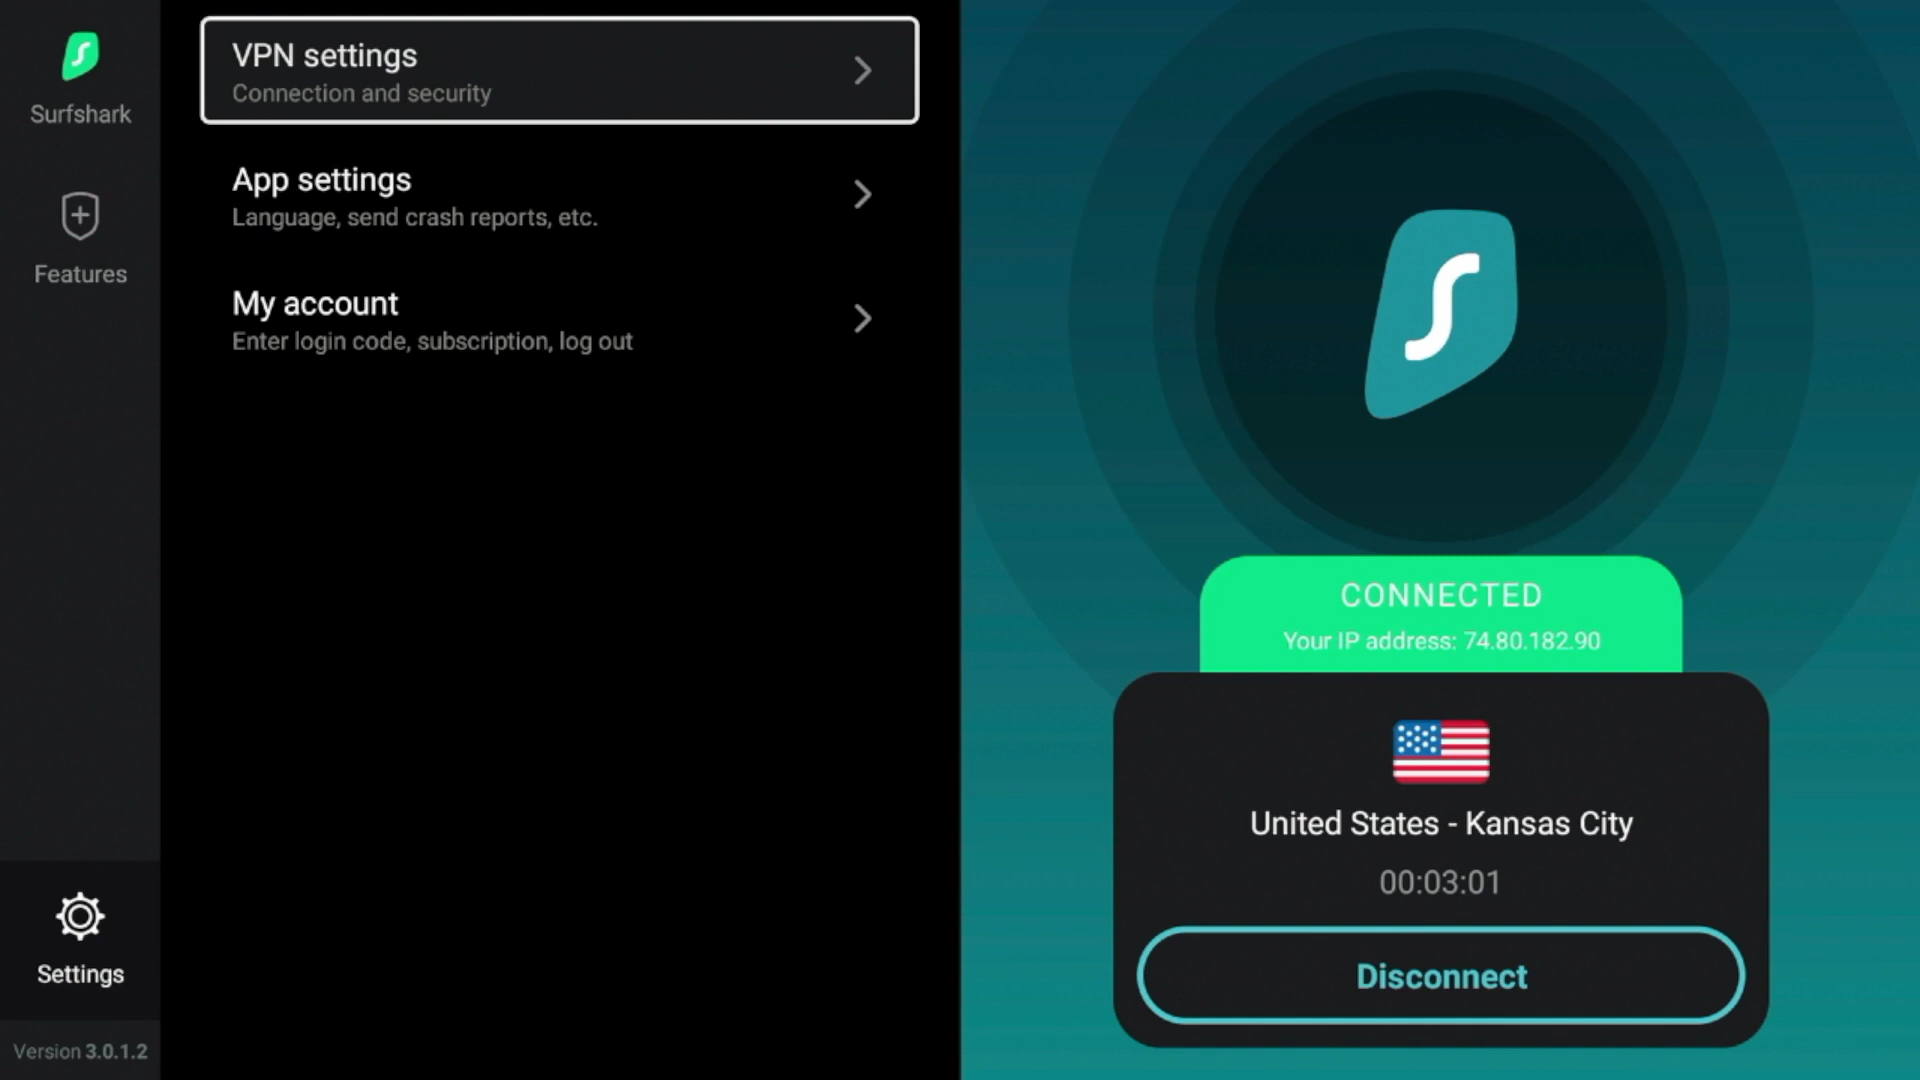 Surfshark
Features
Settings
Version 3.0.1.2
VPN settings
Connection and security
App settings
Language, send crash reports, etc.
My account
Enter login code, subscription, log out
CONNECTED
Your IP address: 74.80.182.90
United States - Kansas City
00:03:01
Disconnect